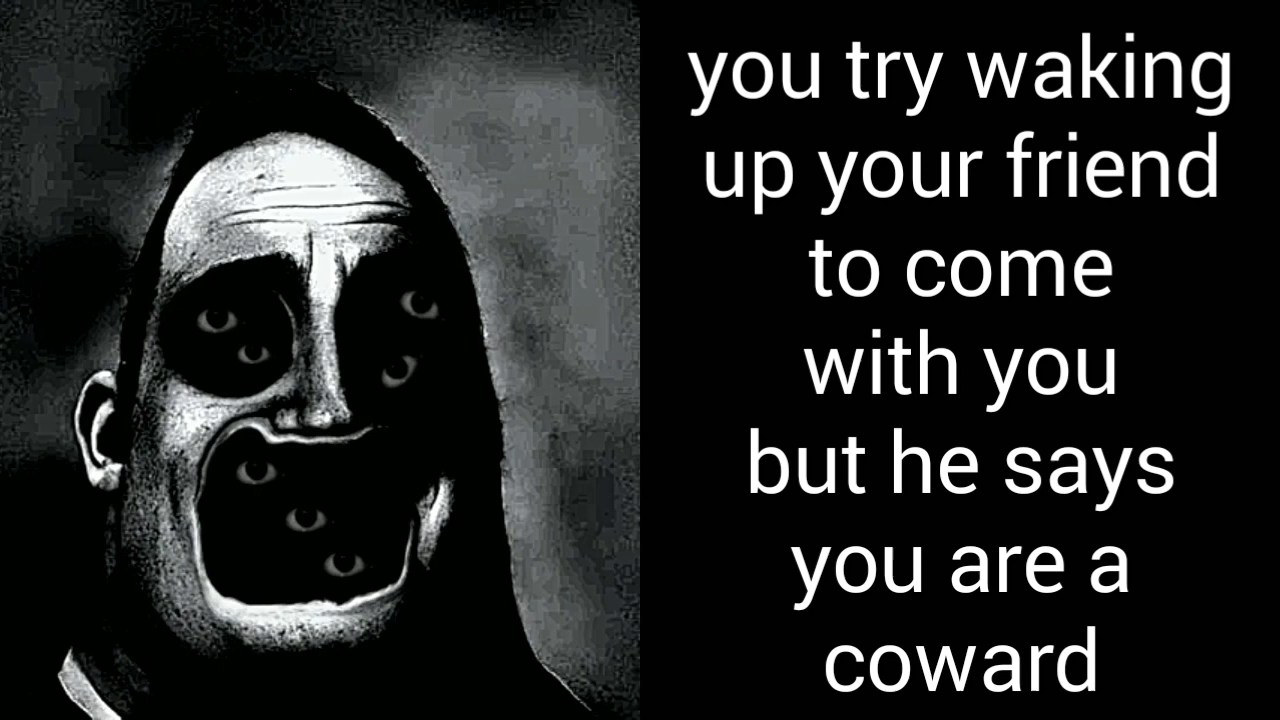 you try waking
up your friend
to come
with you
but he says
you are a
coward